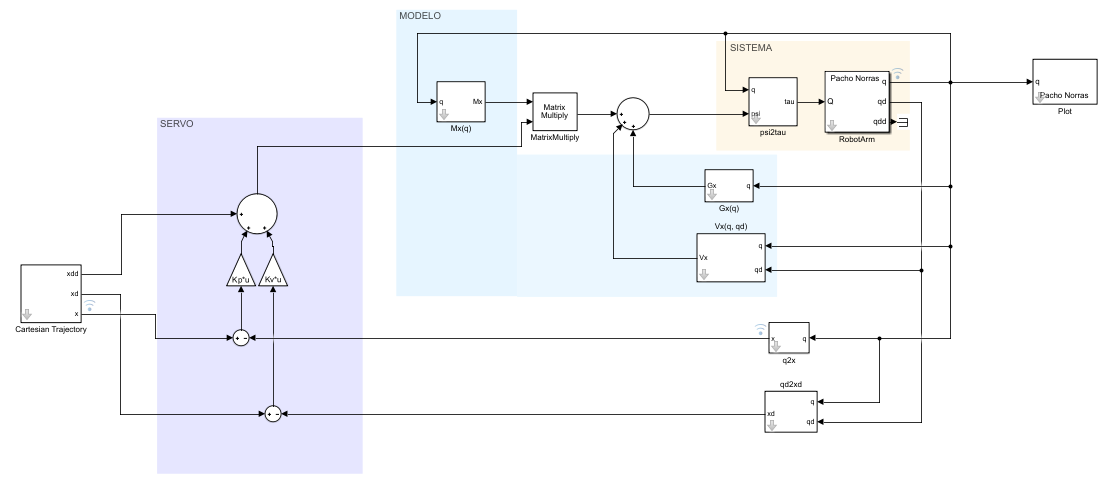 MODELO
SISTEMA
SERVO
q
Mx
Mx(q)
Matrix
Multiply
MatrixMultiply
+
+
+
q
psi
tau
psi2tau
Pacho Norras
Q
q
qd
qdd
RobotArm
q
Pacho Norras
Plot
Gx
q
Gx(q)
Vx(q, qd)
Vx
q
qd
+
+
+
Kp*u
Kv*u
xdd
xd
x
Cartesian Trajectory
+ −
x
q
q2x
qd2xd
xd
q
qd
+ −